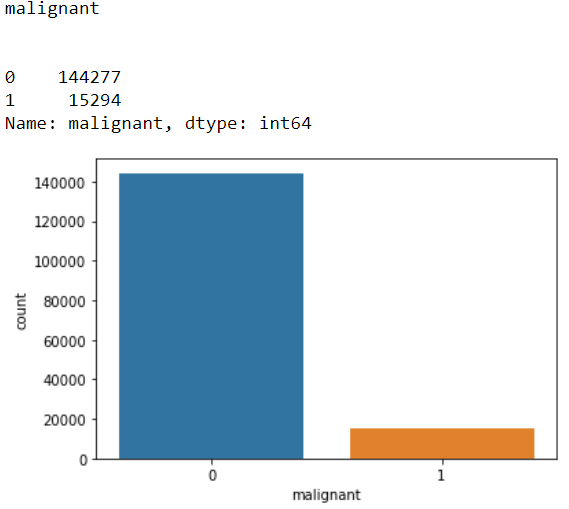 malignant
0    144277
1     15294
Name: malignant, dtype: int64
140000
120000
100000
80000
60000
40000
20000
0
count
0 1
malignant